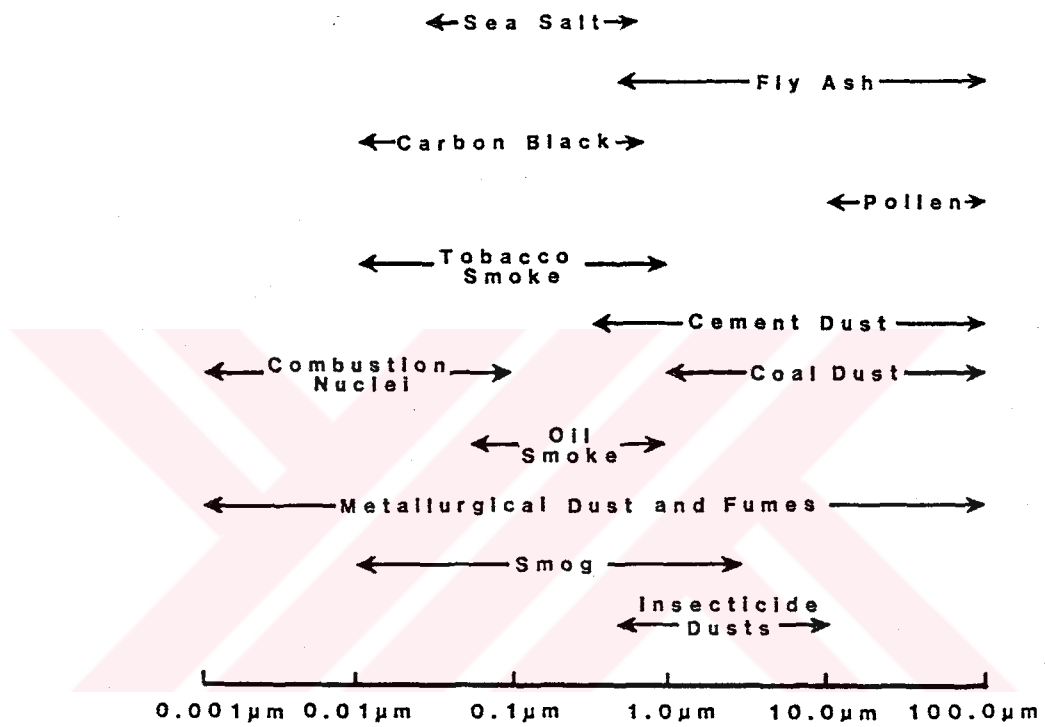 Sea Salt
Fly Ash
Carbon Black
Pollen
Tobacco
Smoke
Cement Dust
Combustion
Nuclei
Coal Dust
Oil
Smoke
Metallurgical Dust and Fumes
Smog
Insecticide
Dusts
0.001µm 0.01µm 0.1µm 1.0µm 10.0µm 100.0µm